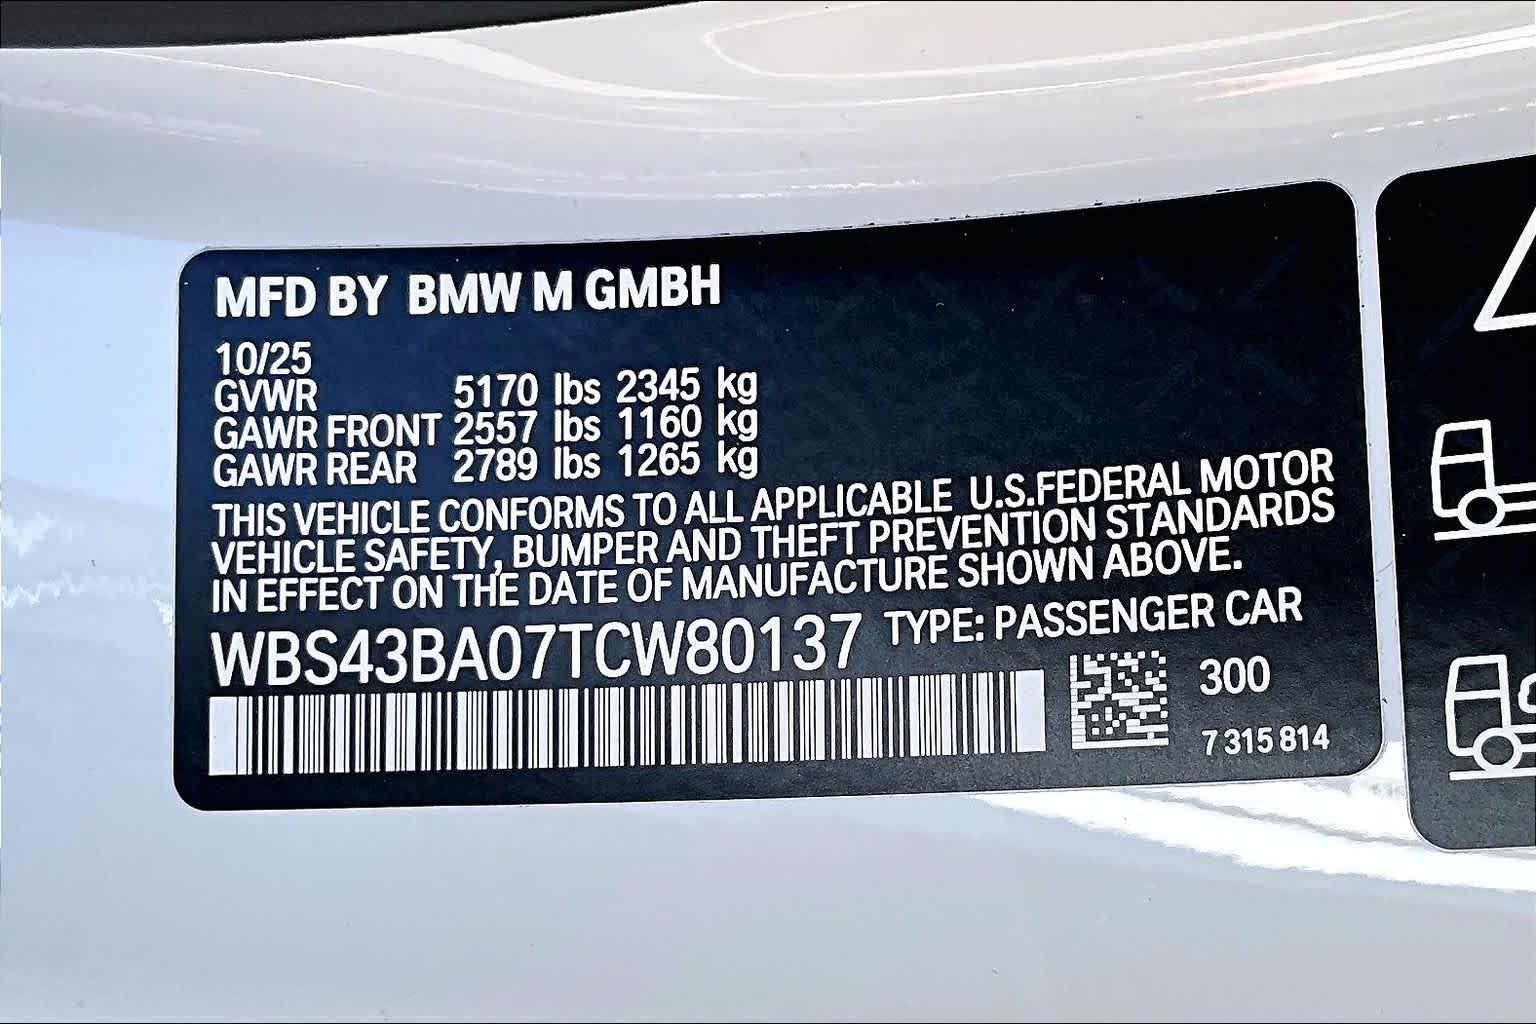 MFD BY BMW M GMBH
10/25
GVWR 5170 lbs 2345 kg
GAWR FRONT 2557 lbs 1160 kg
GAWR REAR 2789 lbs 1265 kg
THIS VEHICLE CONFORMS TO ALL APPLICABLE U.S.FEDERAL MOTOR
VEHICLE SAFETY, BUMPER AND THEFT PREVENTION STANDARDS
IN EFFECT ON THE DATE OF MANUFACTURE SHOWN ABOVE.
WBS43BA07TCW80137 TYPE: PASSENGER CAR
300
7 315 814